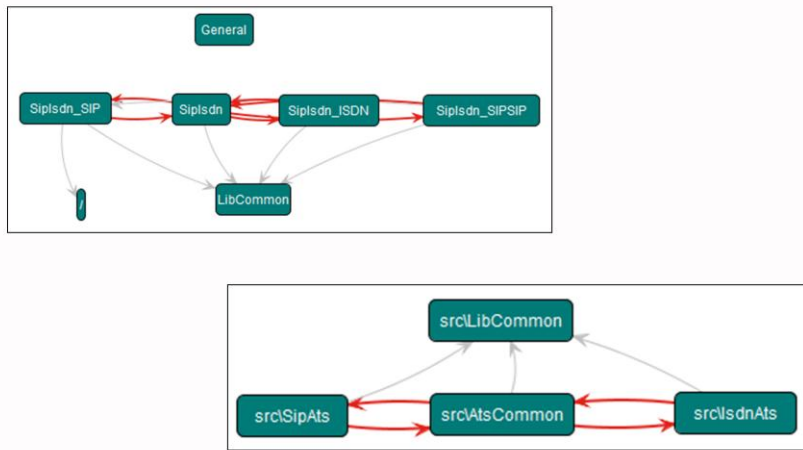 General
SipIsdn_SIP
SipIsdn
SipIsdn_ISDN
SipIsdn_SIPSIP
/
LibCommon
src\LibCommon
src\SipAts
src\AtsCommon
src\IsdnAts